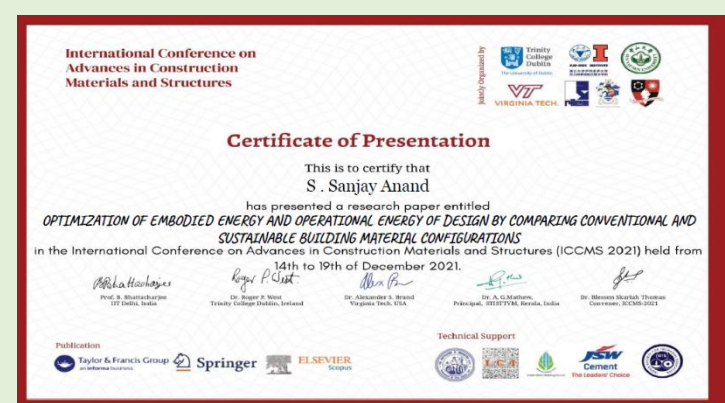 International Conference on
Advances in Construction
Materials and Structures
Jointly Organized by
Trinity
College
Dublin
The University of Dublin
VIRGINIA TECH.
Certificate of Presentation
This is to certify that
S . Sanjay Anand
has presented a research paper entitled
OPTIMIZATION OF EMBODIED ENERGY AND OPERATIONAL ENERGY OF DESIGN BY COMPARING CONVENTIONAL AND
SUSTAINABLE BUILDING MATERIAL CONFIGURATIONS
in the International Conference on Advances in Construction Materials and Structures (ICCMS 2021) held from
14th to 19th of December 2021.
Prof. B. Bhattacharjee
IIT Delhi, India
Dr. Roger P. West
Trinity College Dublin, Ireland
Dr. Alexander S. Brand
Virginia Tech. USA
Dr. A. G.Mathew,
Principal, STISTTVM, Kerala, India
Dr. Blessen Skariah Thomas
Convener, ICCMS-2021
Publication
Taylor & Francis Group
an informa business
Springer
ELSEVIER
Scopus
Technical Support
ICI
JSW
Cement
The Leaders' Choice